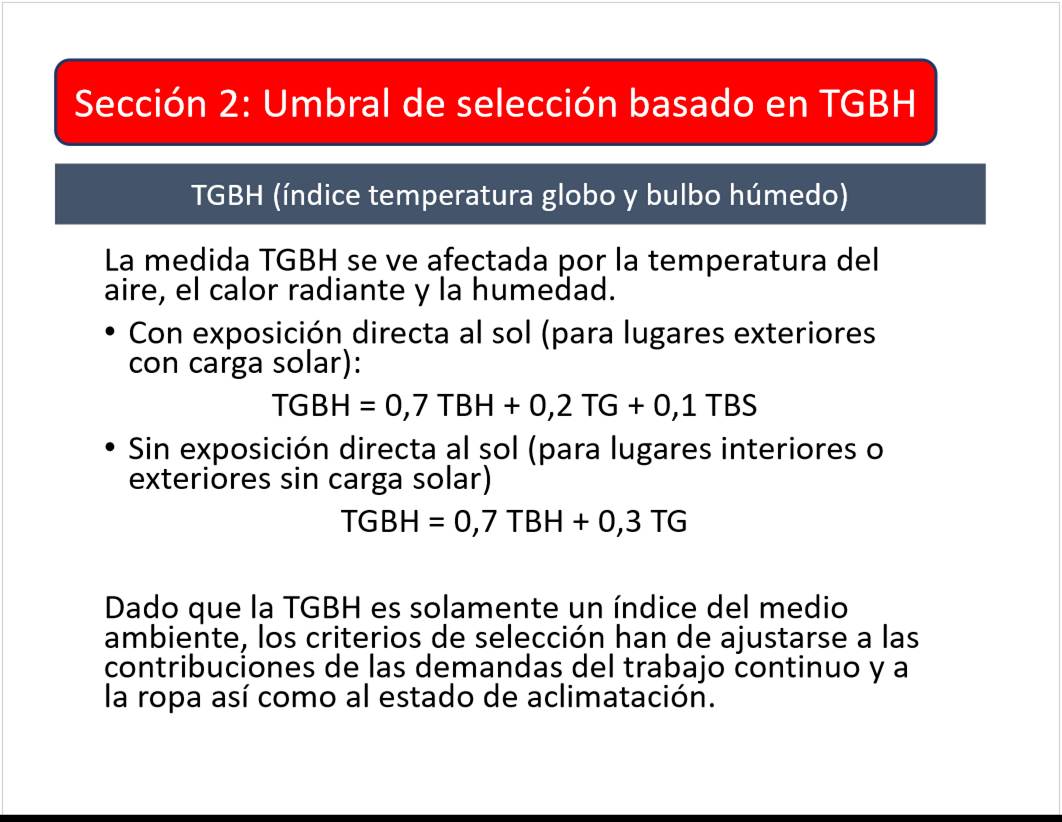 Sección 2: Umbral de selección basado en TGBH
TGBH (índice temperatura globo y bulbo húmedo)
La medida TGBH se ve afectada por la temperatura del
aire, el calor radiante y la humedad.
• Con exposición directa al sol (para lugares exteriores
con carga solar):
TGBH = 0,7 TBH + 0,2 TG + 0,1 TBS
• Sin exposición directa al sol (para lugares interiores o
exteriores sin carga solar)
TGBH = 0,7 TBH + 0,3 TG
Dado que la TGBH es solamente un índice del medio
ambiente, los criterios de selección han de ajustarse a las
contribuciones de las demandas del trabajo continuo y a
la ropa así como al estado de aclimatación.